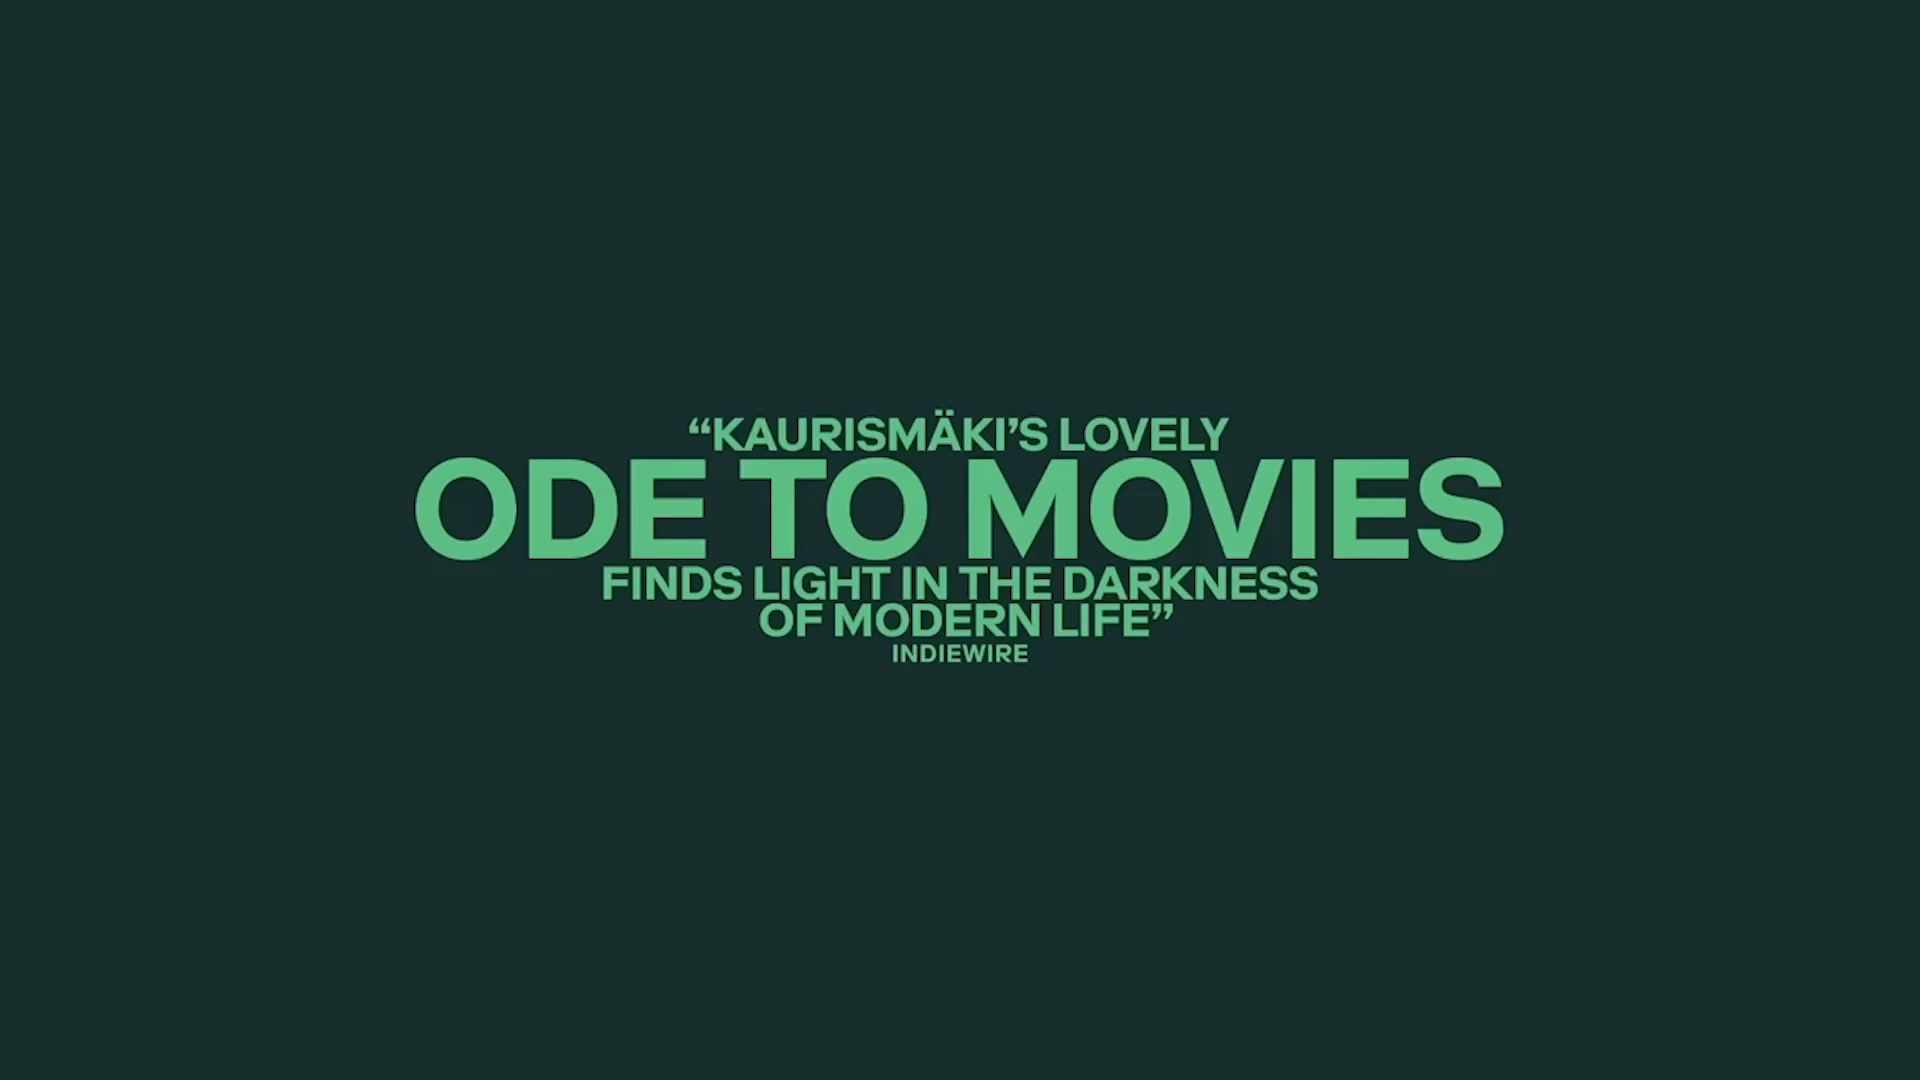 “KAURISMÄKI’S LOVELY
ODE TO MOVIES
FINDS LIGHT IN THE DARKNESS
OF MODERN LIFE”
INDIEWIRE